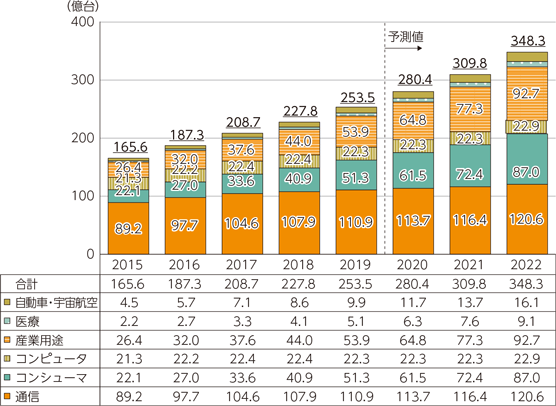 (億台)
400
300
200
100
0
予測値
165.6 187.3 208.7 227.8 253.5 280.4 309.8 348.3
26.4 32.0 37.6 44.0 53.9 64.8 77.3 92.7
21.3 22.2 22.4 22.4 22.3 22.3 22.3 22.9
22.1 27.0 33.6 40.9 51.3 61.5 72.4 87.0
89.2 97.7 104.6 107.9 110.9 113.7 116.4 120.6
2015 2016 2017 2018 2019 2020 2021 2022
合計 165.6 187.3 208.7 227.8 253.5 280.4 309.8 348.3
自動車・宇宙航空 4.5 5.7 7.1 8.6 9.9 11.7 13.7 16.1
医療 2.2 2.7 3.3 4.1 5.1 6.3 7.6 9.1
産業用途 26.4 32.0 37.6 44.0 53.9 64.8 77.3 92.7
コンピュータ 21.3 22.2 22.4 22.4 22.3 22.3 22.3 22.9
コンシューマ 22.1 27.0 33.6 40.9 51.3 61.5 72.4 87.0
通信 89.2 97.7 104.6 107.9 110.9 113.7 116.4 120.6